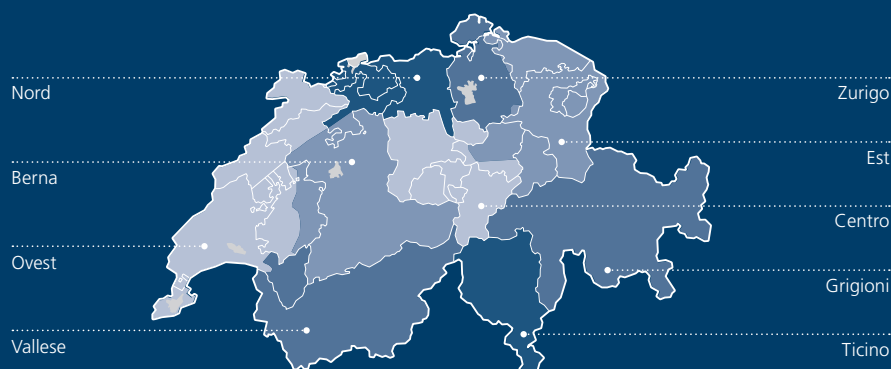 Nord
Zurigo
Est
Berna
Centro
Ovest
Grigioni
Vallese
Ticino